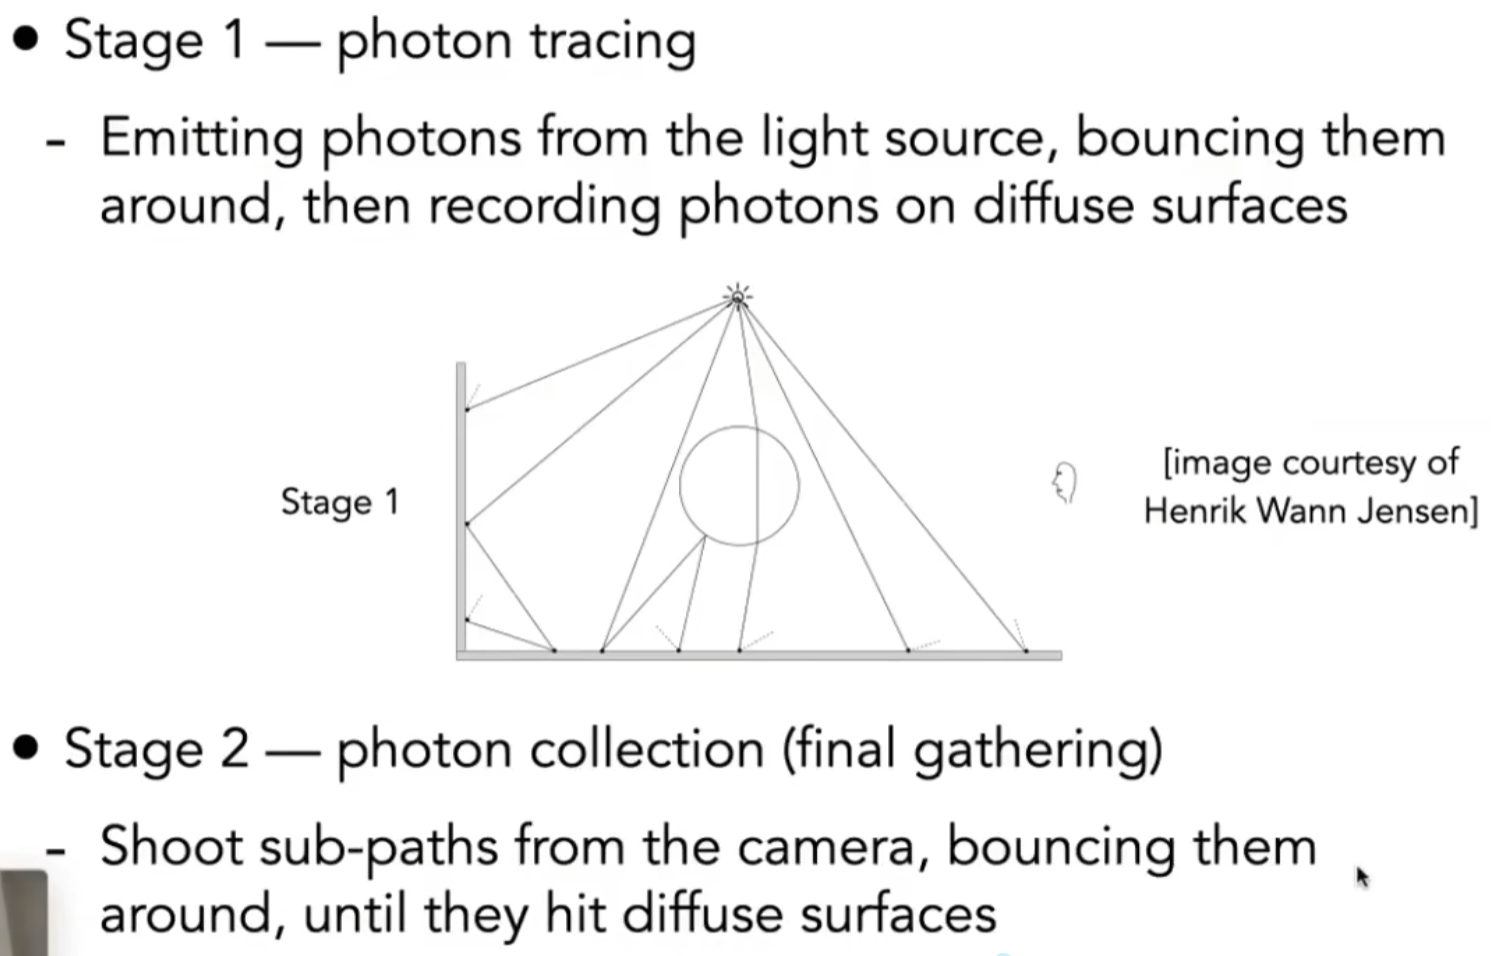 ● Stage 1 — photon tracing
- Emitting photons from the light source, bouncing them
around, then recording photons on diffuse surfaces
Stage 1
[image courtesy of
Henrik Wann Jensen]
● Stage 2 — photon collection (final gathering)
- Shoot sub-paths from the camera, bouncing them
around, until they hit diffuse surfaces